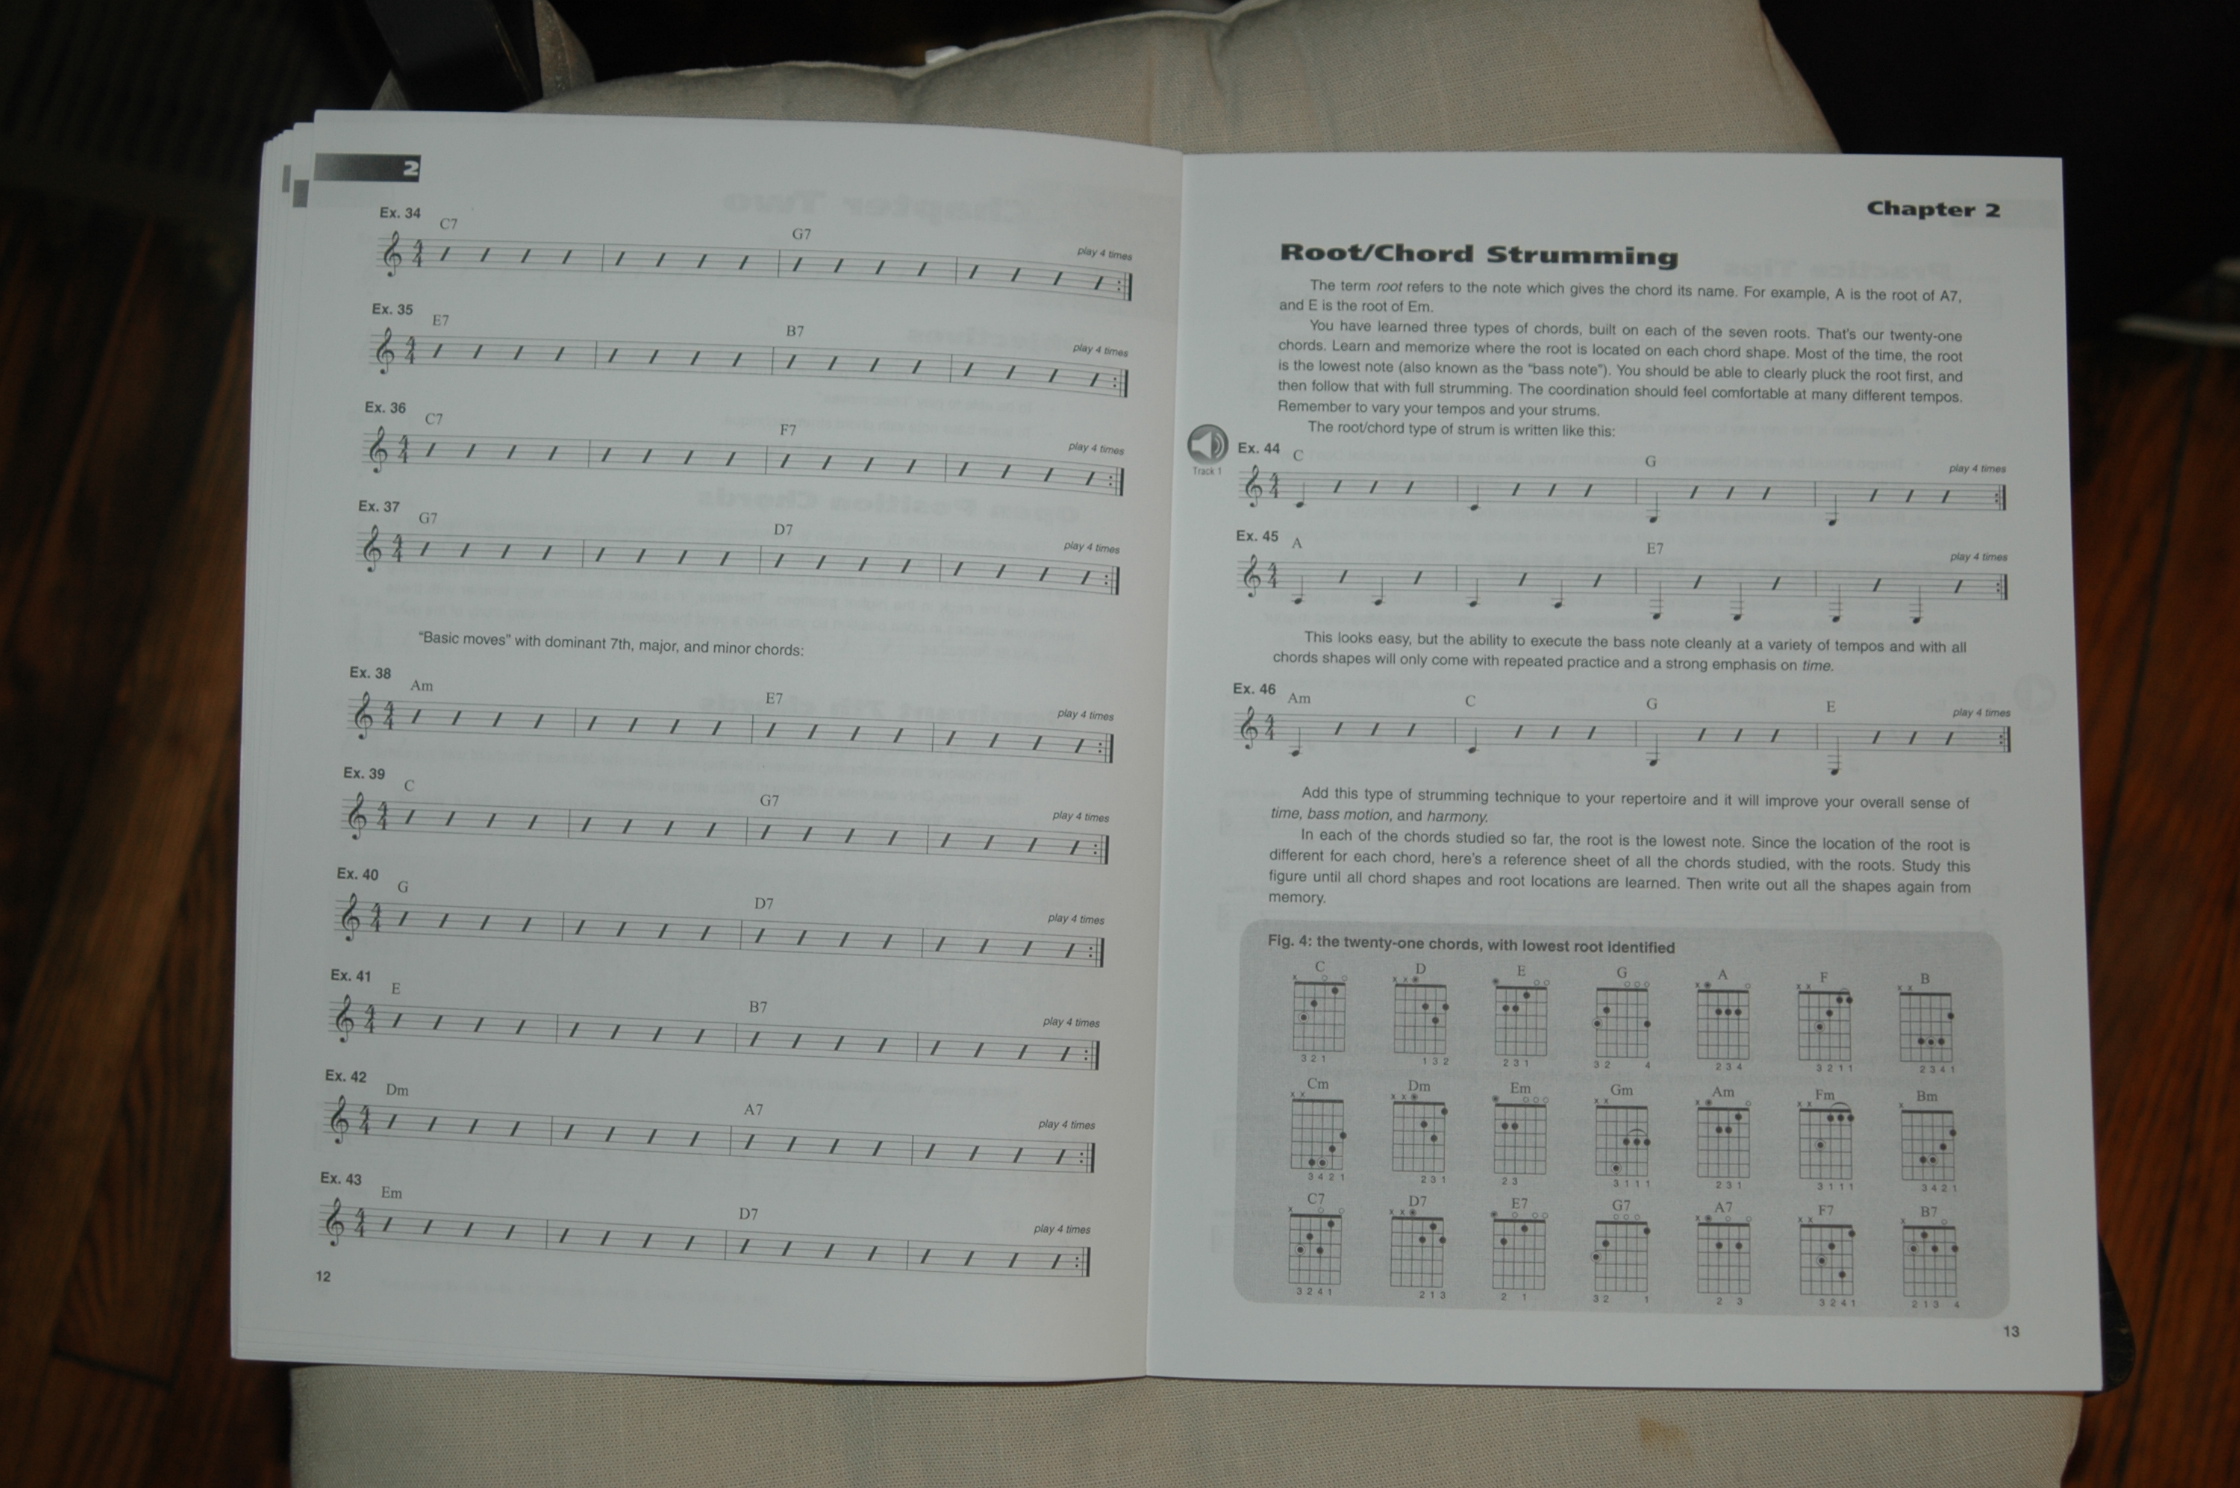 2
Ex. 34
C7 G7 play 4 times
Ex. 35
E7 B7 play 4 times
Ex. 36
C7 F7 play 4 times
Ex. 37
G7 D7 play 4 times
“Basic moves” with dominant 7th, major, and minor chords:
Ex. 38
Am E7 play 4 times
Ex. 39
C G7 play 4 times
Ex. 40
G D7 play 4 times
Ex. 41
E B7 play 4 times
Ex. 42
Dm A7 play 4 times
Ex. 43
Em D7 play 4 times
12
Chapter 2
Root/Chord Strumming
The term root refers to the note which gives the chord its name. For example, A is the root of A7,
and E is the root of Em.
You have learned three types of chords, built on each of the seven roots. That’s our twenty-one
chords. Learn and memorize where the root is located on each chord shape. Most of the time, the root
is the lowest note (also known as the “bass note”). You should be able to clearly pluck the root first, and
then follow that with full strumming. The coordination should feel comfortable at many different tempos.
Remember to vary your tempos and your strums.
The root/chord type of strum is written like this:
Track 1
Ex. 44 C G play 4 times
Ex. 45 A E7 play 4 times
This looks easy, but the ability to execute the bass note cleanly at a variety of tempos and with all
chords shapes will only come with repeated practice and a strong emphasis on time.
Ex. 46 Am C G E play 4 times
Add this type of strumming technique to your repertoire and it will improve your overall sense of
time, bass motion, and harmony.
In each of the chords studied so far, the root is the lowest note. Since the location of the root is
different for each chord, here’s a reference sheet of all the chords studied, with the roots. Study this
figure until all chord shapes and root locations are learned. Then write out all the shapes again from
memory.
Fig. 4: the twenty-one chords, with lowest root identified
C D E G A F B
3 2 1 1 3 2 2 3 1 3 2 4 2 3 4 3 2 1 1 2 3 4 1
Cm Dm Em Gm Am Fm Bm
3 4 2 1 2 3 1 2 3 3 1 1 1 2 3 1 3 1 1 1 3 4 2 1
C7 D7 E7 G7 A7 F7 B7
3 2 4 1 2 1 3 2 1 3 2 1 2 3 3 2 4 1 2 1 3 4
13